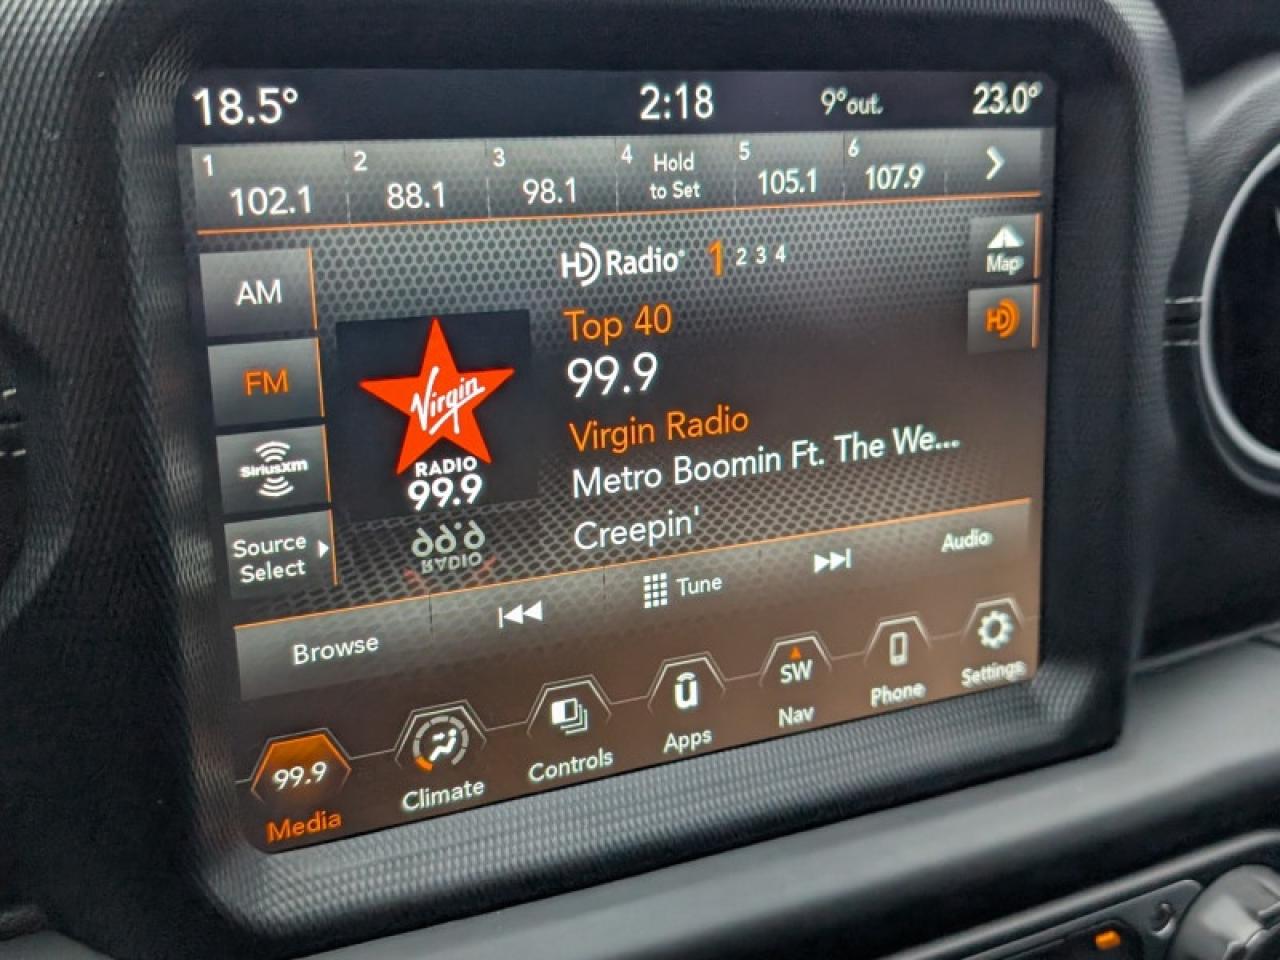 18.5° 2:18 9°out. 23.0°
1 2 3 4 5 6
102.1 88.1 98.1 Hold to Set 105.1 107.9
HD Radio 1 2 3 4
Map
AM
HD
FM
SiriusXM
Source
Select
Virgin
RADIO
99.9
Top 40
99.9
Virgin Radio
Metro Boomin Ft. The We...
Creepin'
Browse Tune Audio
99.9
Media
Climate
Controls
Apps
SW
Nav
Phone
Settings